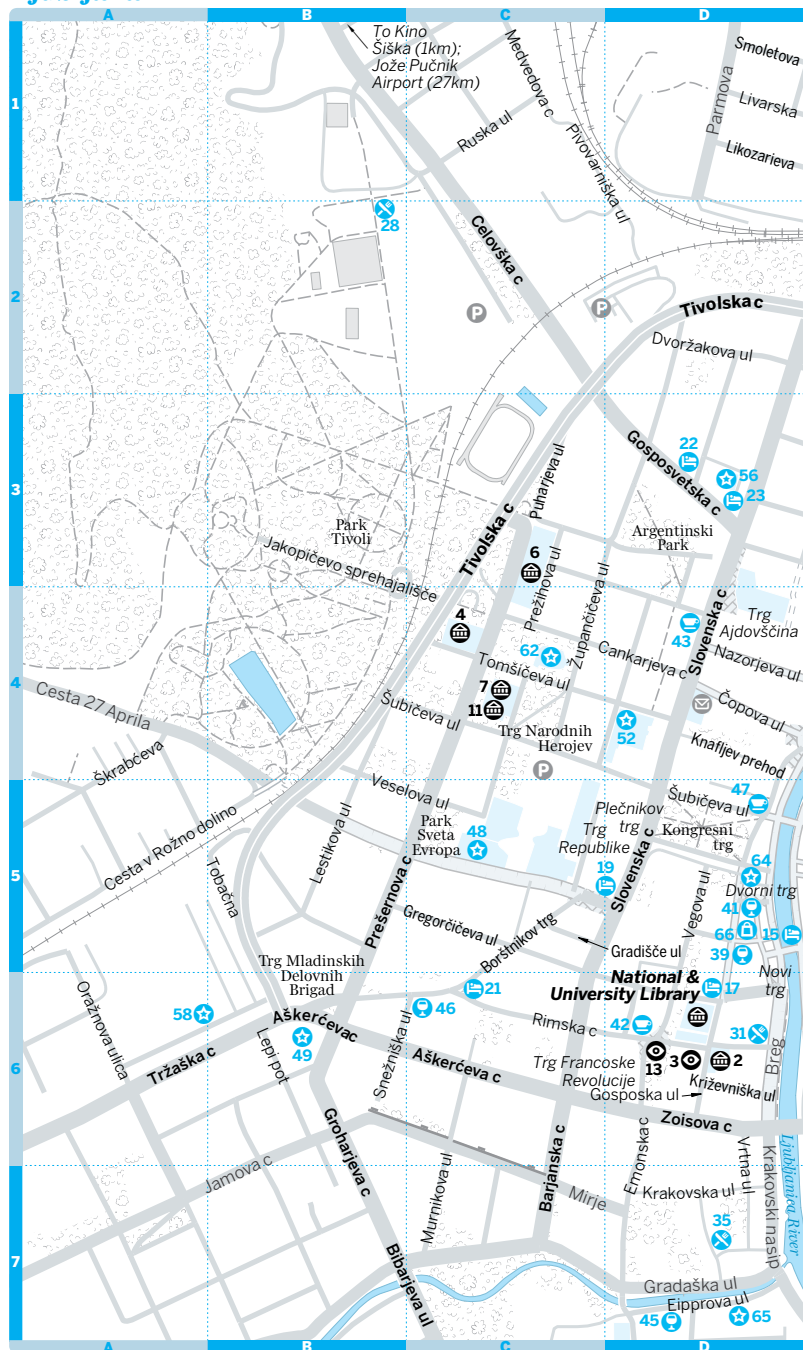 A B C D
To Kino
Šiška (1km);
Jože Pučnik
Airport (27km)
Medvedova c
Smoletova
Parmova
Livarska
Likozarieva
1
Ruska ul
Pivovarniška ul
28
Celovška c
2
P
P
Tivolska c
Dvoržakova ul
22
56
23
Gosposvetska c
3
Puharjeva ul
Park
Tivoli
Tivolska c
Argentinski
Park
Jakopičevo sprehajališče
6
Prežihova ul
Župančičeva ul
Slovenska c
4
43
Trg
Ajdovščina
62
Cankarjeva c
Nazorjeva ul
Tomšičeva ul
4
7
11
Cesta 27 Aprila
Šubičeva ul
Trg Narodnih
Herojev
52
Čopova ul
Knafljev prehod
Škrabčeva
P
Veselova ul
47
Šubičeva ul
Cesta v Rožno dolino
Lestikova ul
Park
Sveta
Evropa
48
Plečnikov
trg
Trg
Republike
Kongresni
trg
Slovenska c
64
5
19
Tobačna
Prešernova c
Vegova ul
Dvorni trg
41
66
15
Gregorčičeva ul
Borštnikov trg
Gradišče ul
39
Trg Mladinskih
Delovnih
Brigad
National &
University Library
Novi
trg
17
21
46
Oražnova ulica
58
Aškerčevac
Rimska c
42
31
Breg
49
Lepi pot
Snežniška ul
Aškerčeva c
13
3
2
6
Tržaška c
Trg Francoske
Revolucije
Križevniška ul
Gosposka ul
Zoisova c
Groharjeva c
Barjanska c
Emonska c
Vrtna ul
Krakovski nasip
Ljubljanica River
Jamova c
Murnikova ul
Mirje
Krakovska ul
35
7
Bibarjeva ul
Gradaška ul
Eipprova ul
45
65
A B C D